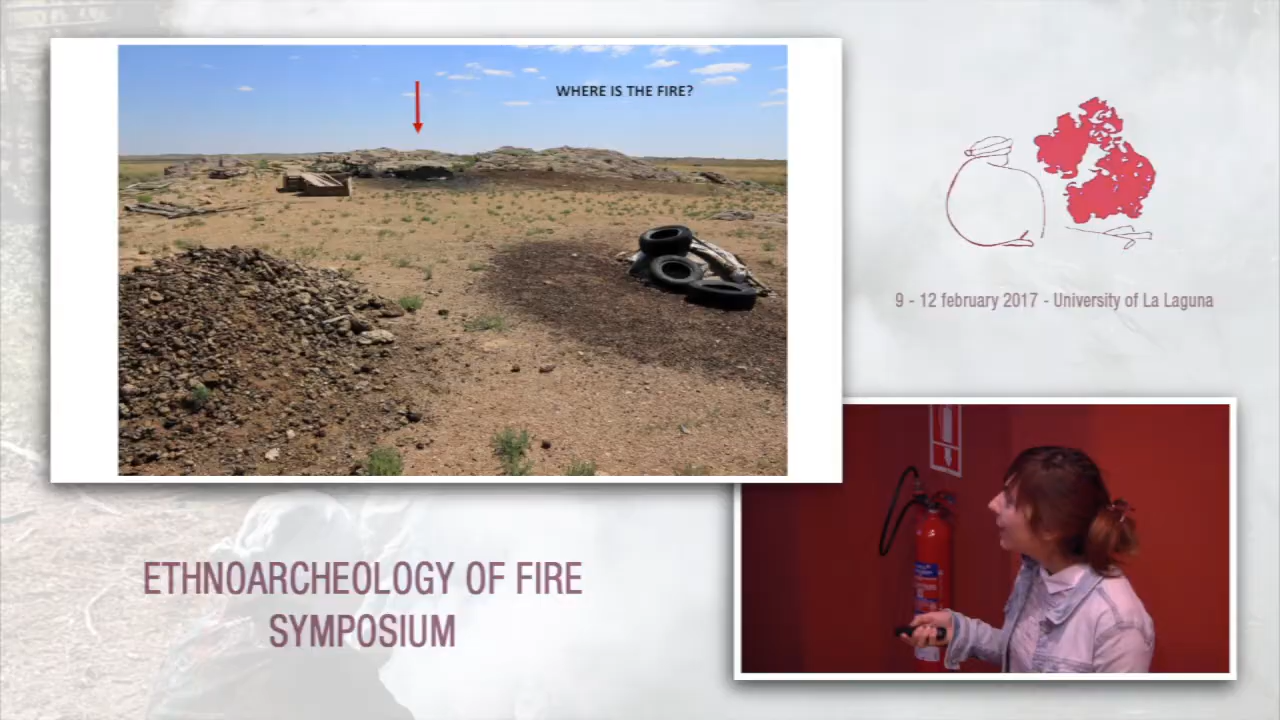 WHERE IS THE FIRE?
9 - 12 february 2017 - University of La Laguna
ETHNOARCHEOLOGY OF FIRE
SYMPOSIUM